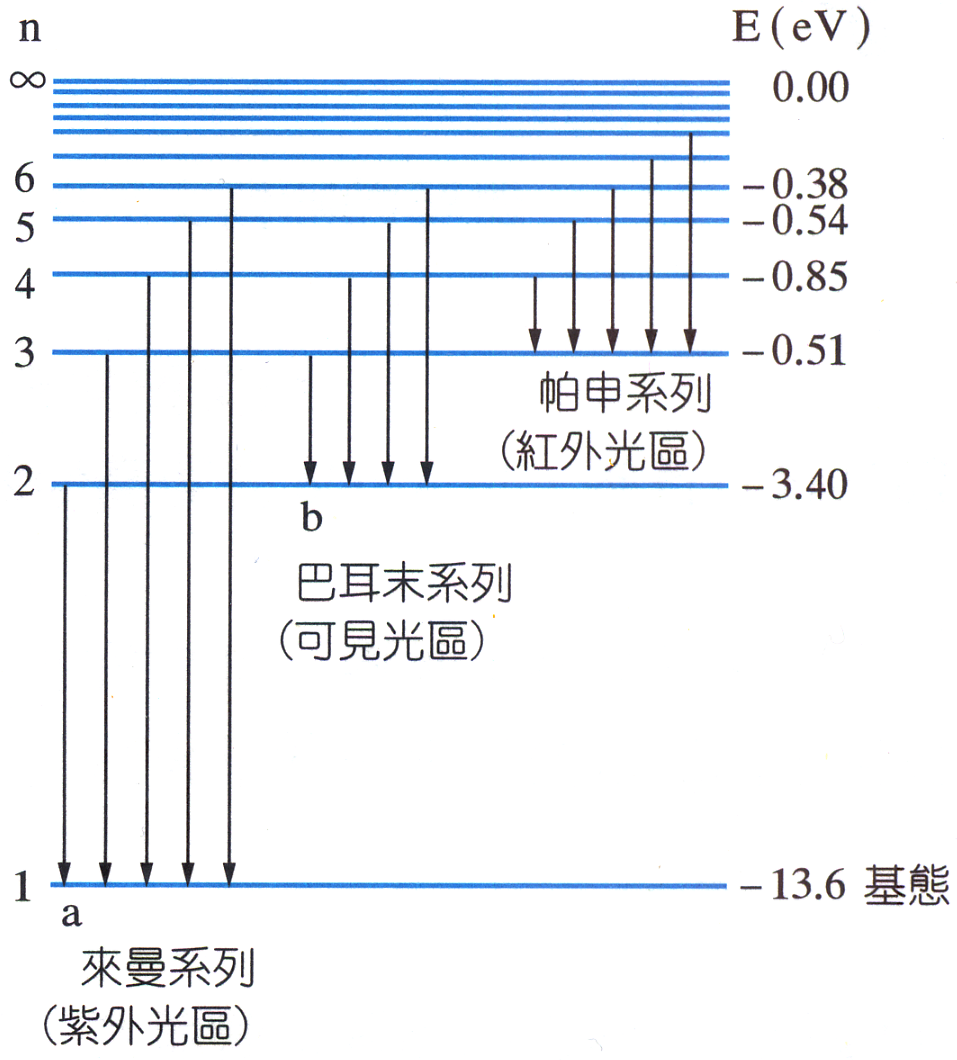 n E(eV)
∞ 0.00
6 −0.38
5 −0.54
4 −0.85
3 −0.51
帕申系列
(紅外光區)
2 −3.40
b
巴耳末系列
(可見光區)
1 −13.6 基態
a
來曼系列
(紫外光區)